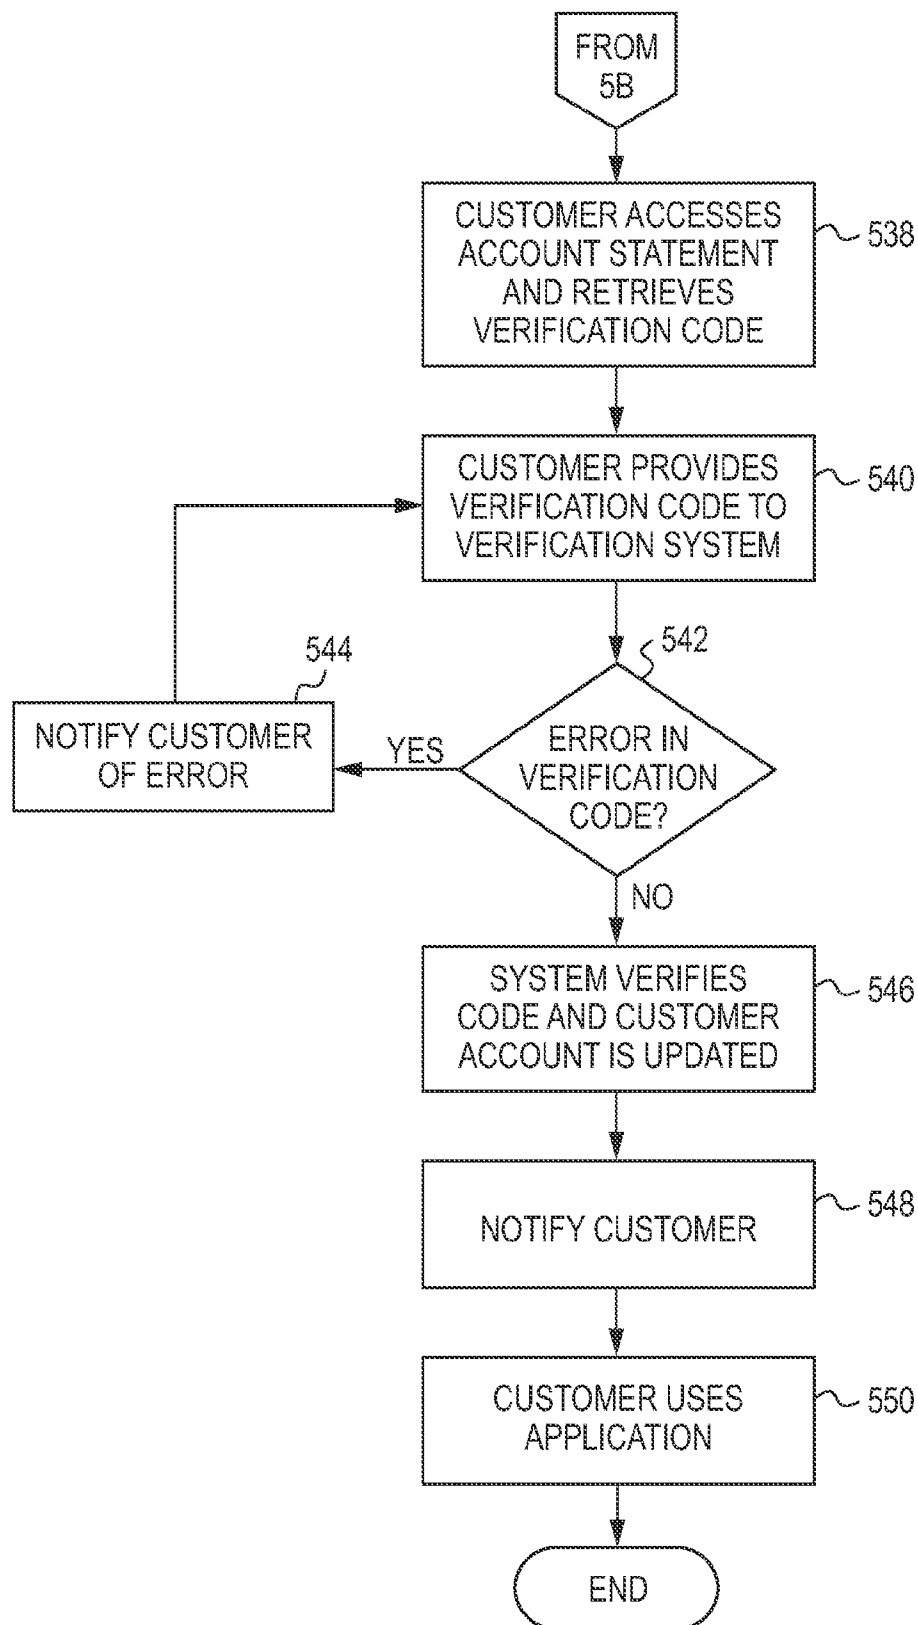 FROM
5B
CUSTOMER ACCESSES
ACCOUNT STATEMENT
AND RETRIEVES
VERIFICATION CODE
538
CUSTOMER PROVIDES
VERIFICATION CODE TO
VERIFICATION SYSTEM
540
542
ERROR IN
VERIFICATION
CODE?
YES
544
NOTIFY CUSTOMER
OF ERROR
NO
SYSTEM VERIFIES
CODE AND CUSTOMER
ACCOUNT IS UPDATED
546
NOTIFY CUSTOMER
548
CUSTOMER USES
APPLICATION
550
END